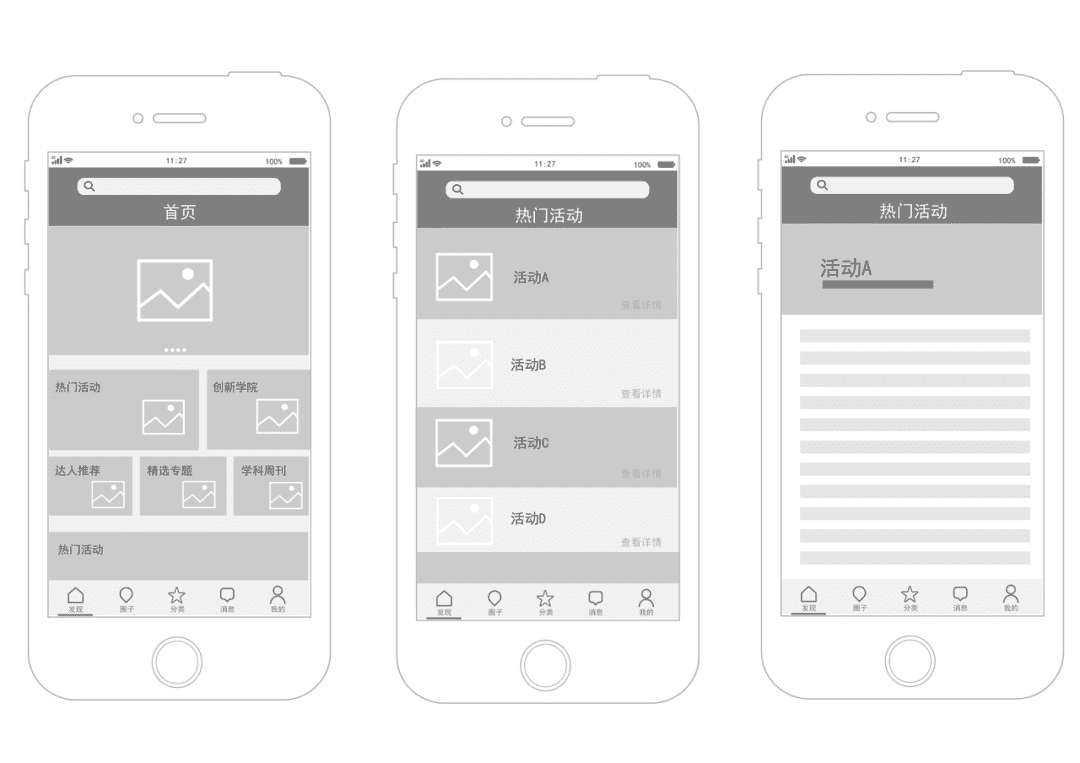 11:27 100%
首页
热门活动 创新学院
达人推荐 精选专题 学科周刊
热门活动
发现 圈子 分类 消息 我的
11:27 100%
热门活动
活动A
查看详情
活动B
查看详情
活动C
查看详情
活动D
查看详情
发现 圈子 分类 消息 我的
11:27 100%
热门活动
活动A
发现 圈子 分类 消息 我的